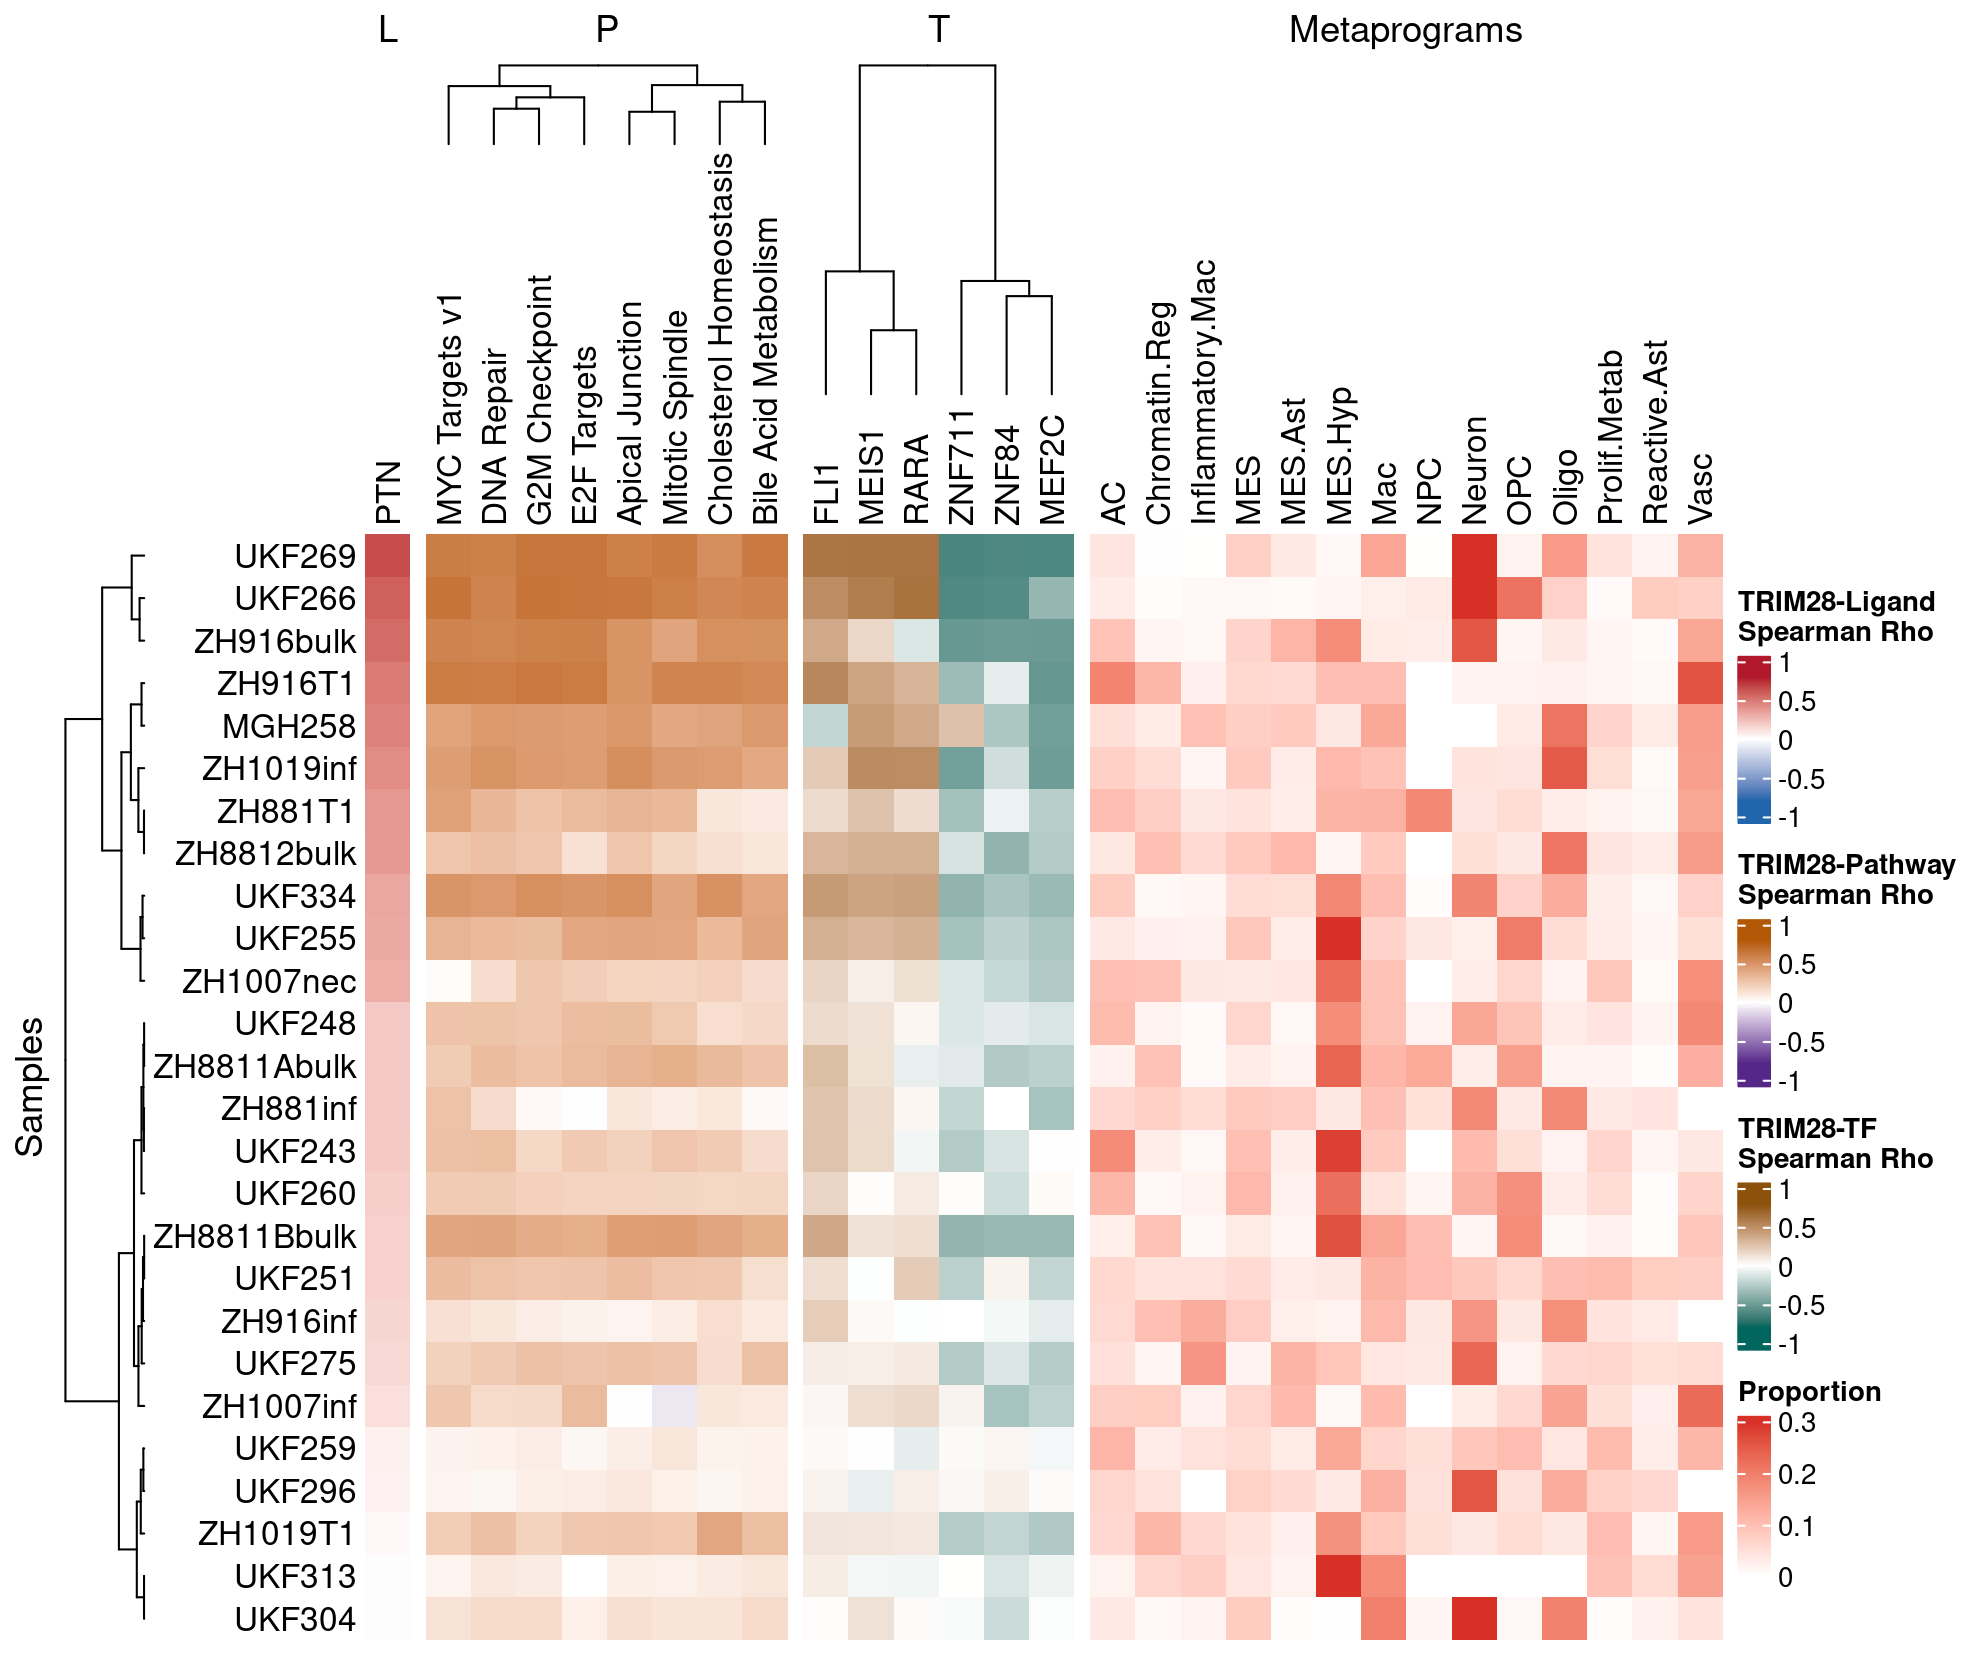 L P T Metaprograms
PTN
MYC Targets v1
DNA Repair
G2M Checkpoint
E2F Targets
Apical Junction
Mitotic Spindle
Cholesterol Homeostasis
Bile Acid Metabolism
FLI1
MEIS1
RARA
ZNF711
ZNF84
MEF2C
AC
Chromatin.Reg
Inflammatory.Mac
MES
MES.Ast
MES.Hyp
Mac
NPC
Neuron
OPC
Oligo
Prolif.Metab
Reactive.Ast
Vasc
Samples
UKF269
UKF266
ZH916bulk
ZH916T1
MGH258
ZH1019inf
ZH881T1
ZH8812bulk
UKF334
UKF255
ZH1007nec
UKF248
ZH8811Abulk
ZH881inf
UKF243
UKF260
ZH8811Bbulk
UKF251
ZH916inf
UKF275
ZH1007inf
UKF259
UKF296
ZH1019T1
UKF313
UKF304
TRIM28-Ligand
Spearman Rho
1
0.5
0
-0.5
-1
TRIM28-Pathway
Spearman Rho
1
0.5
0
-0.5
-1
TRIM28-TF
Spearman Rho
1
0.5
0
-0.5
-1
Proportion
0.3
0.2
0.1
0